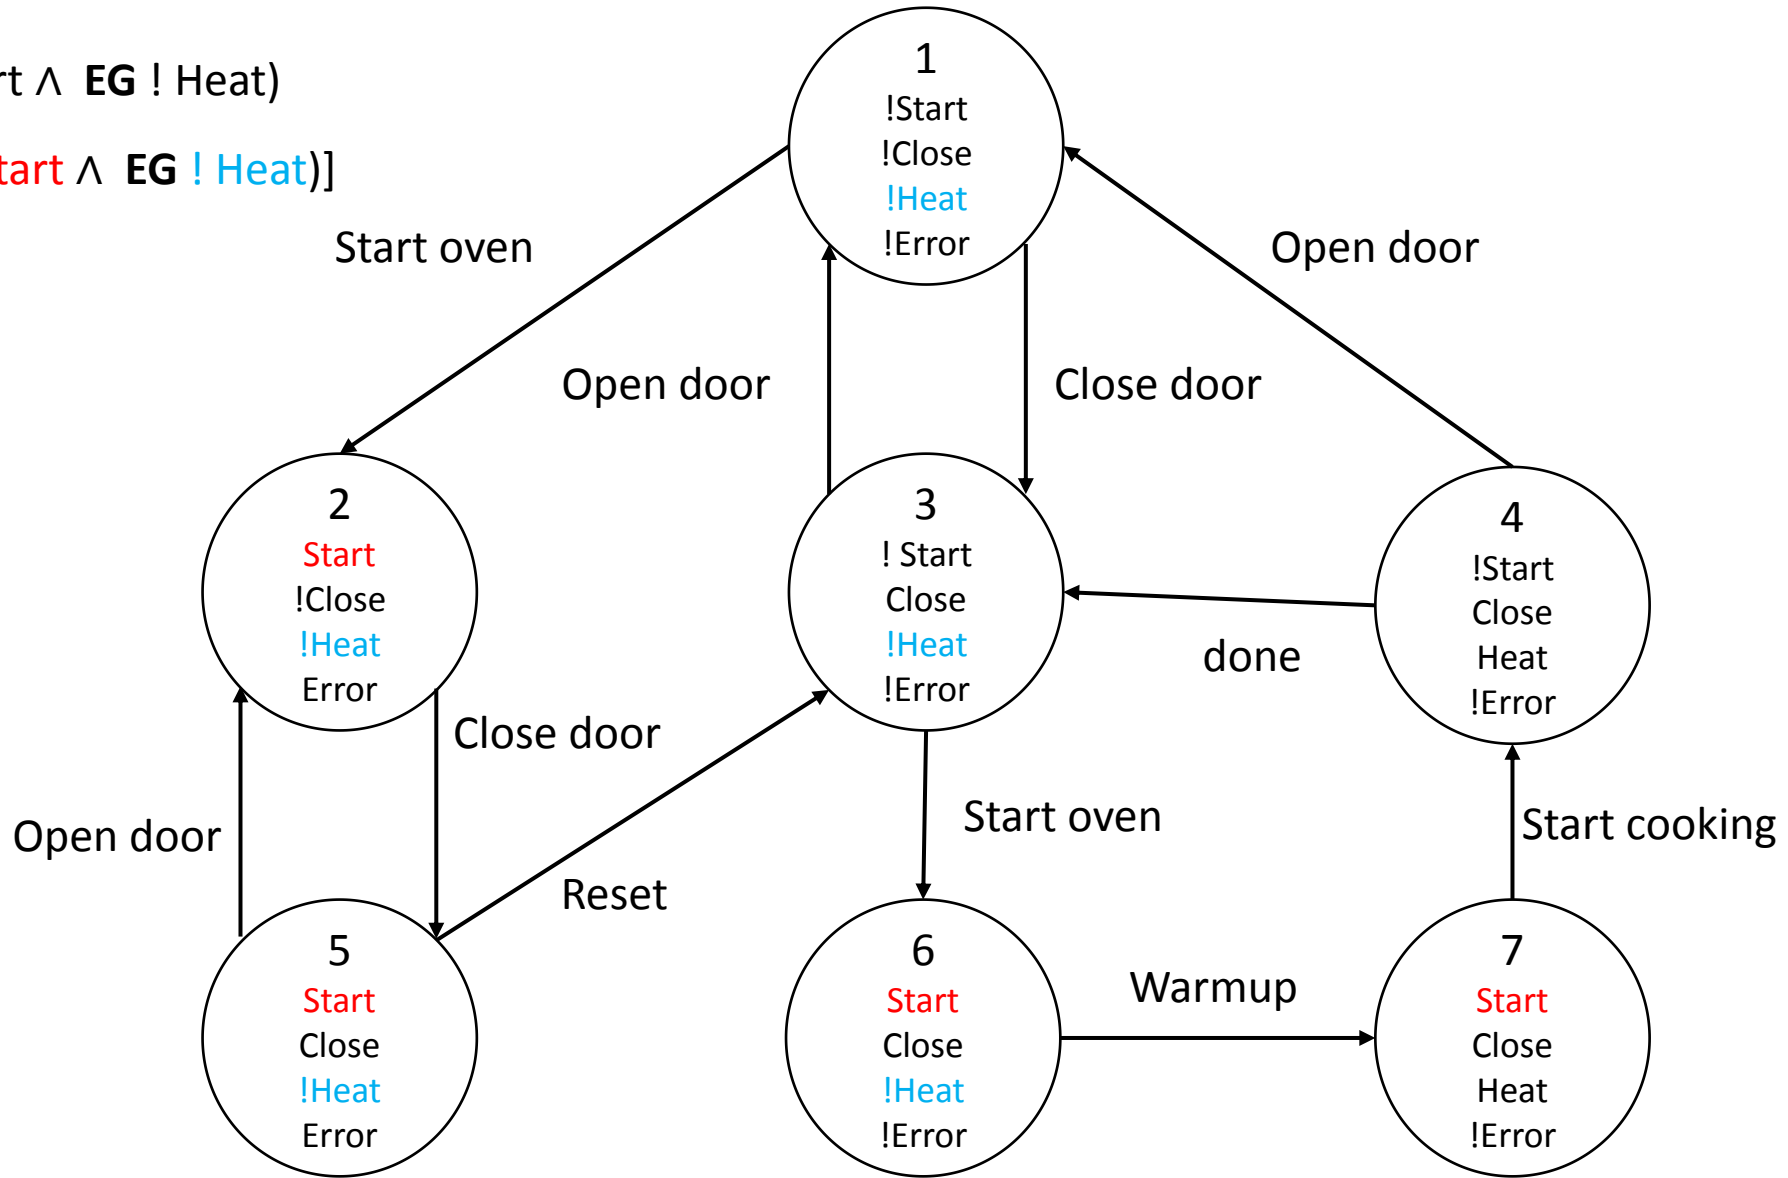 rt ∧ EG ! Heat)
tart ∧ EG ! Heat)]
1
!Start
!Close
!Heat
!Error
Start oven
Open door
Open door
Close door
2
Start
!Close
!Heat
Error
3
! Start
Close
!Heat
!Error
4
!Start
Close
Heat
!Error
done
Close door
Open door
Reset
Start oven
Start cooking
5
Start
Close
!Heat
Error
6
Start
Close
!Heat
!Error
Warmup
7
Start
Close
Heat
!Error